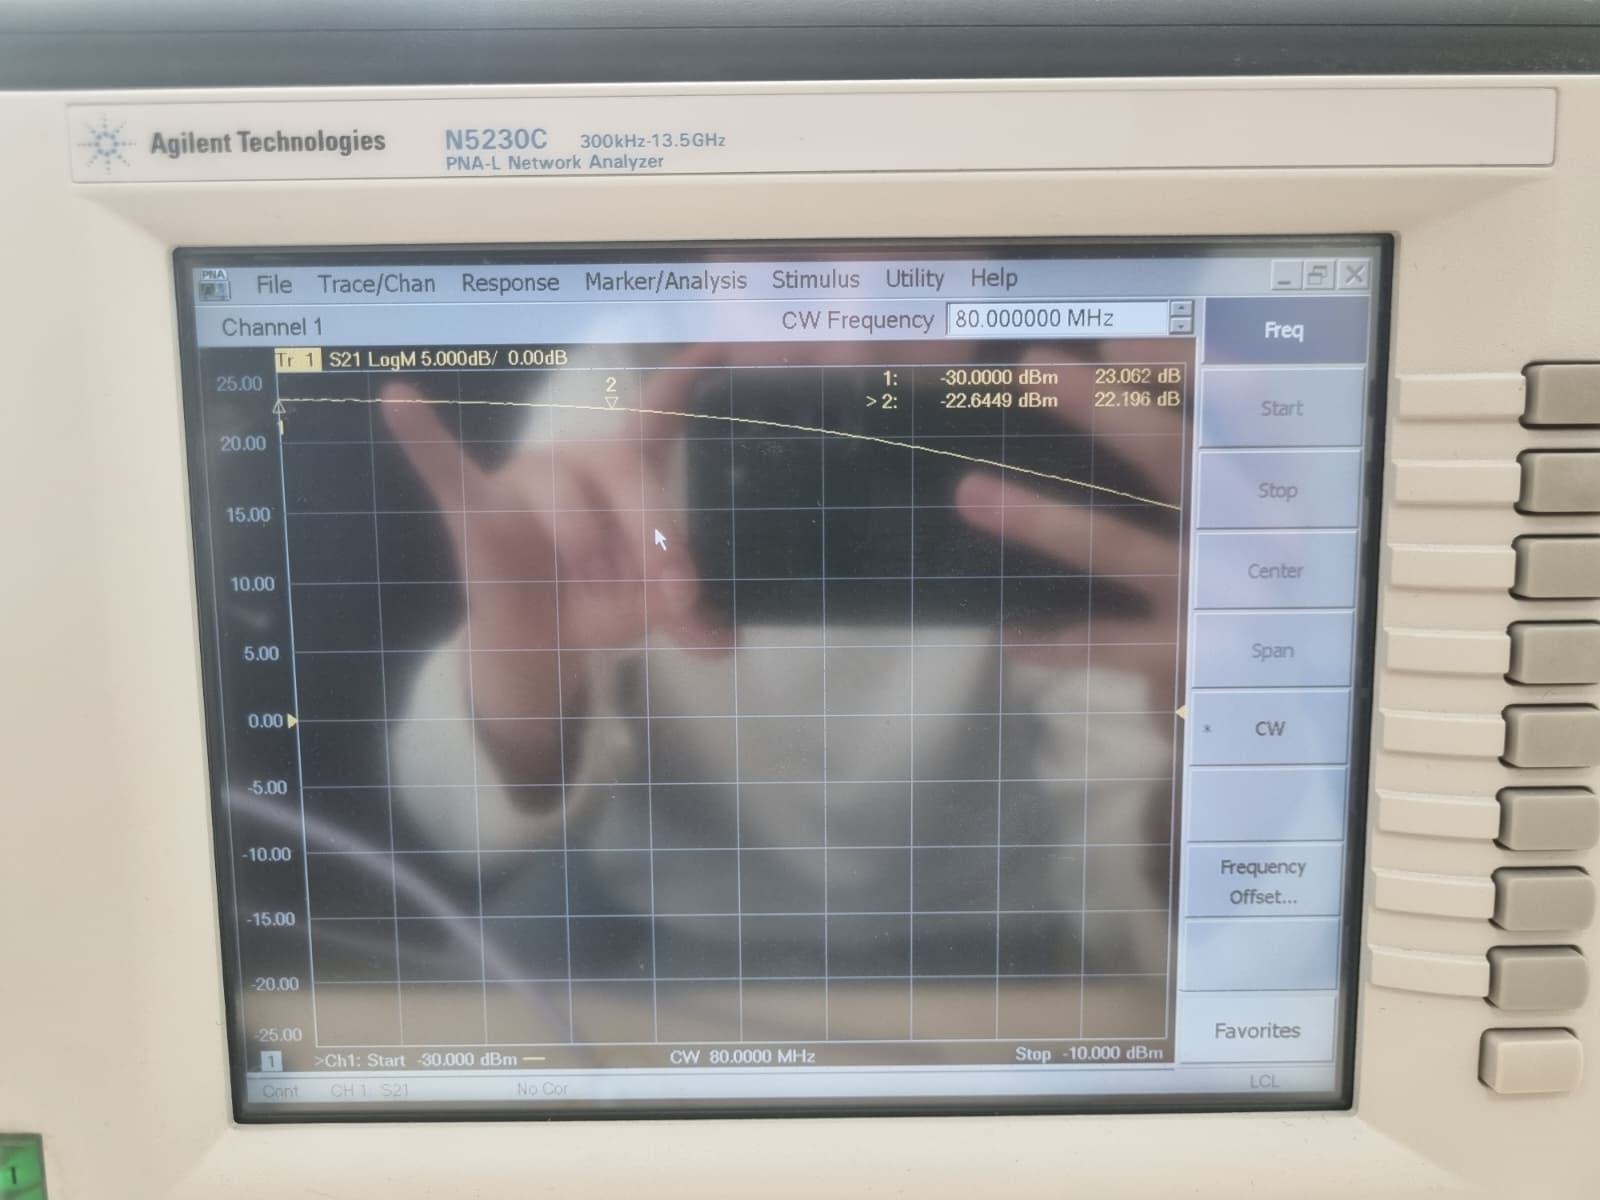 Agilent Technologies N5230C 300kHz-13.5GHz
PNA-L Network Analyzer
PNA File Trace/Chan Response Marker/Analysis Stimulus Utility Help
Channel 1 CW Frequency 80.000000 MHz
Freq
Tr 1 S21 LogM 5.000dB/ 0.00dB
25.00
2
1: -30.0000 dBm 23.062 dB
> 2: -22.6449 dBm 22.196 dB
Start
1
20.00
Stop
15.00
Center
10.00
Span
5.00
0.00
* CW
-5.00
-10.00
Frequency
Offset...
-15.00
-20.00
-25.00
Favorites
1 >Ch1: Start -30.000 dBm CW 80.0000 MHz Stop -10.000 dBm
Cont CH 1: S21 No Cor LCL
I